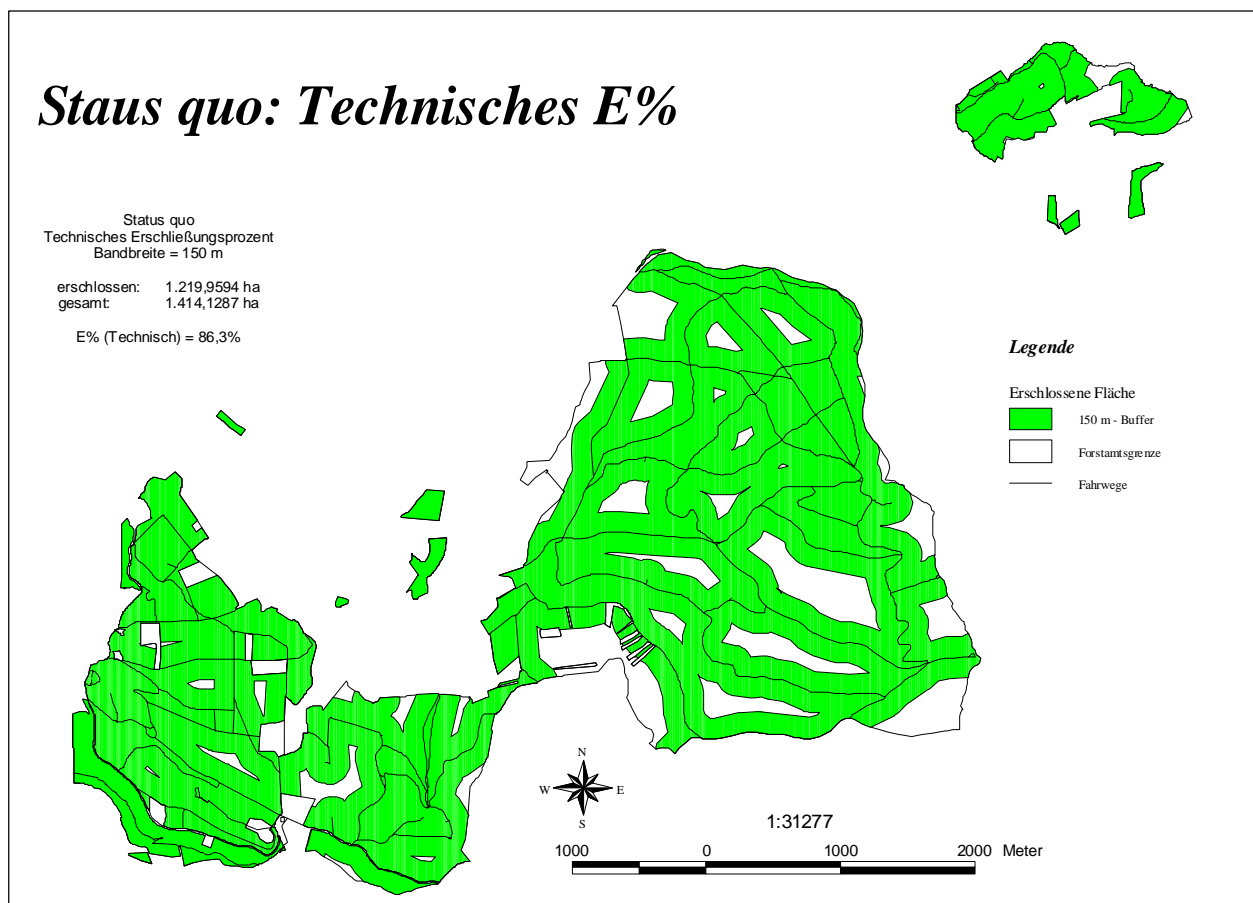 Staus quo: Technisches E%
Status quo
Technisches Erschließungsprozent
Bandbreite = 150 m
erschlossen: 1.219,9594 ha
gesamt: 1.414,1287 ha
E% (Technisch) = 86,3%
Legende
Erschlossene Fläche
150 m - Buffer
Forstamtsgrenze
Fahrwege
N
W E
S
1:31277
1000 0 1000 2000 Meter